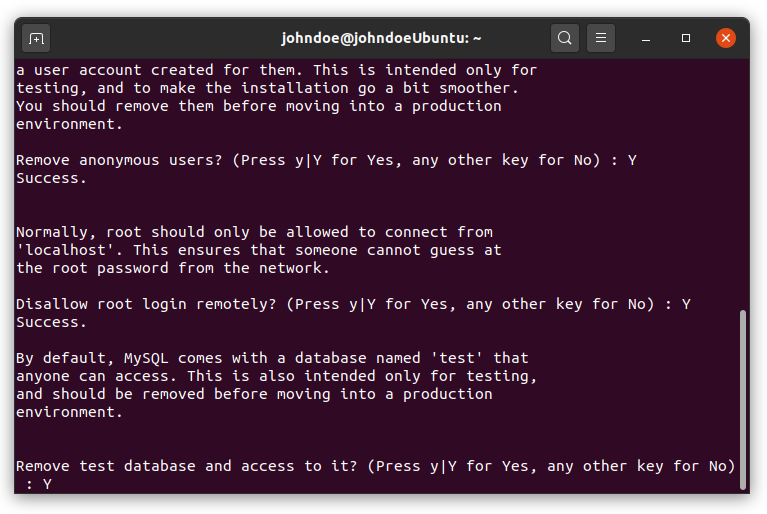 johndoe@johndoeUbuntu: ~
a user account created for them. This is intended only for
testing, and to make the installation go a bit smoother.
You should remove them before moving into a production
environment.
Remove anonymous users? (Press y|Y for Yes, any other key for No) : Y
Success.
Normally, root should only be allowed to connect from
'localhost'. This ensures that someone cannot guess at
the root password from the network.
Disallow root login remotely? (Press y|Y for Yes, any other key for No) : Y
Success.
By default, MySQL comes with a database named 'test' that
anyone can access. This is also intended only for testing,
and should be removed before moving into a production
environment.
Remove test database and access to it? (Press y|Y for Yes, any other key for No)
: Y